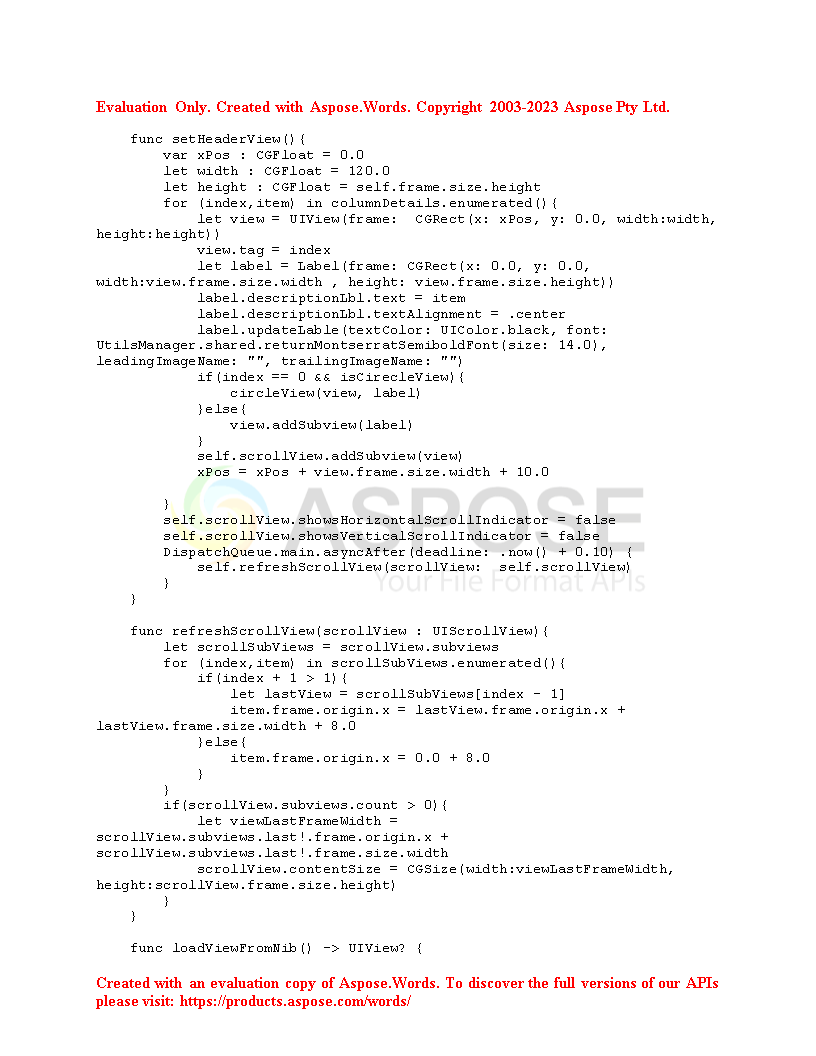 Evaluation Only. Created with Aspose.Words. Copyright 2003-2023 Aspose Pty Ltd.
    func setHeaderView(){
        var xPos : CGFloat = 0.0
        let width : CGFloat = 120.0
        let height : CGFloat = self.frame.size.height
        for (index,item) in columnDetails.enumerated(){
            let view = UIView(frame:  CGRect(x: xPos, y: 0.0, width:width,
height:height))
            view.tag = index
            let label = Label(frame: CGRect(x: 0.0, y: 0.0,
width:view.frame.size.width , height: view.frame.size.height))
            label.descriptionLbl.text = item
            label.descriptionLbl.textAlignment = .center
            label.updateLable(textColor: UIColor.black, font:
UtilsManager.shared.returnMontserratSemiboldFont(size: 14.0),
leadingImageName: "", trailingImageName: "")
            if(index == 0 && isCirecleView){
                circleView(view, label)
            }else{
                view.addSubview(label)
            }
            self.scrollView.addSubview(view)
            xPos = xPos + view.frame.size.width + 10.0
        }
        self.scrollView.showsHorizontalScrollIndicator = false
        self.scrollView.showsVerticalScrollIndicator = false
        DispatchQueue.main.asyncAfter(deadline: .now() + 0.10) {
            self.refreshScrollView(scrollView:  self.scrollView)
        }
    }
ASPOSE
Your File Format APIs
    func refreshScrollView(scrollView : UIScrollView){
        let scrollSubViews = scrollView.subviews
        for (index,item) in scrollSubViews.enumerated(){
            if(index + 1 > 1){
                let lastView = scrollSubViews[index - 1]
                item.frame.origin.x = lastView.frame.origin.x +
lastView.frame.size.width + 8.0
            }else{
                item.frame.origin.x = 0.0 + 8.0
            }
        }
        if(scrollView.subviews.count > 0){
            let viewLastFrameWidth =
scrollView.subviews.last!.frame.origin.x +
scrollView.subviews.last!.frame.size.width
            scrollView.contentSize = CGSize(width:viewLastFrameWidth,
height:scrollView.frame.size.height)
        }
    }
    func loadViewFromNib() -> UIView? {
Created with an evaluation copy of Aspose.Words. To discover the full versions of our APIs
please visit: https://products.aspose.com/words/